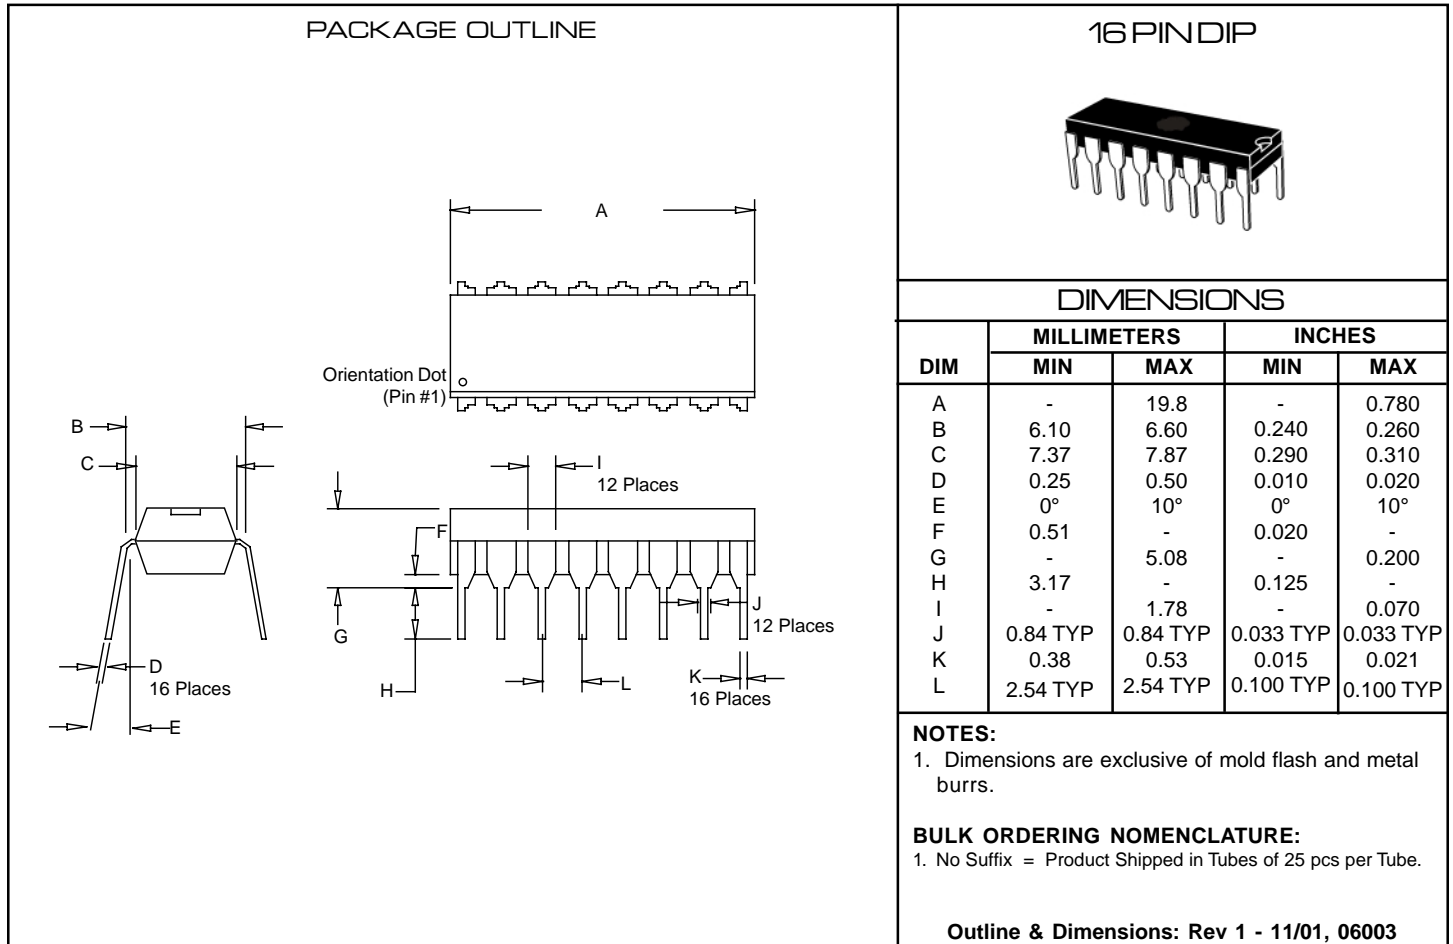 PACKAGE OUTLINE
A
Orientation Dot
(Pin #1)
B
C
I
12 Places
F
G
J
12 Places
D
16 Places
H
L
K
16 Places
E
16 PIN DIP
DIMENSIONS
MILLIMETERS INCHES
DIM MIN MAX MIN MAX
A - 19.8 - 0.780
B 6.10 6.60 0.240 0.260
C 7.37 7.87 0.290 0.310
D 0.25 0.50 0.010 0.020
E 0° 10° 0° 10°
F 0.51 - 0.020 -
G - 5.08 - 0.200
H 3.17 - 0.125 -
I - 1.78 - 0.070
J 0.84 TYP 0.84 TYP 0.033 TYP 0.033 TYP
K 0.38 0.53 0.015 0.021
L 2.54 TYP 2.54 TYP 0.100 TYP 0.100 TYP
NOTES:
1. Dimensions are exclusive of mold flash and metal
burrs.
BULK ORDERING NOMENCLATURE:
1. No Suffix = Product Shipped in Tubes of 25 pcs per Tube.
Outline & Dimensions: Rev 1 - 11/01, 06003